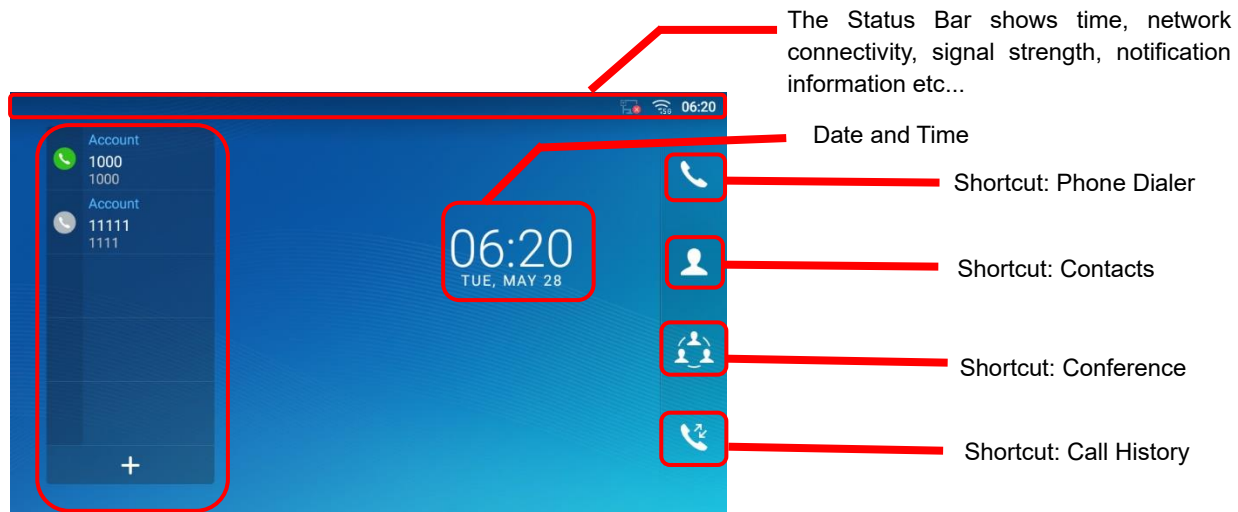 The Status Bar shows time, network
connectivity, signal strength, notification
information etc...
5G 06:20
Date and Time
Account
1000
1000
Account
11111
1111
06:20
TUE, MAY 28
Shortcut: Phone Dialer
Shortcut: Contacts
Shortcut: Conference
Shortcut: Call History
+